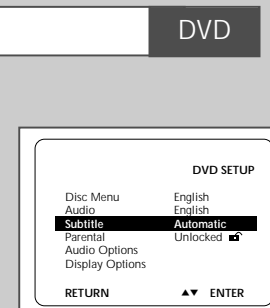 DVD
DVD SETUP
Disc Menu English
Audio English
Subtitle Automatic
Parental Unlocked
Audio Options
Display Options
RETURN ▲▼ ENTER